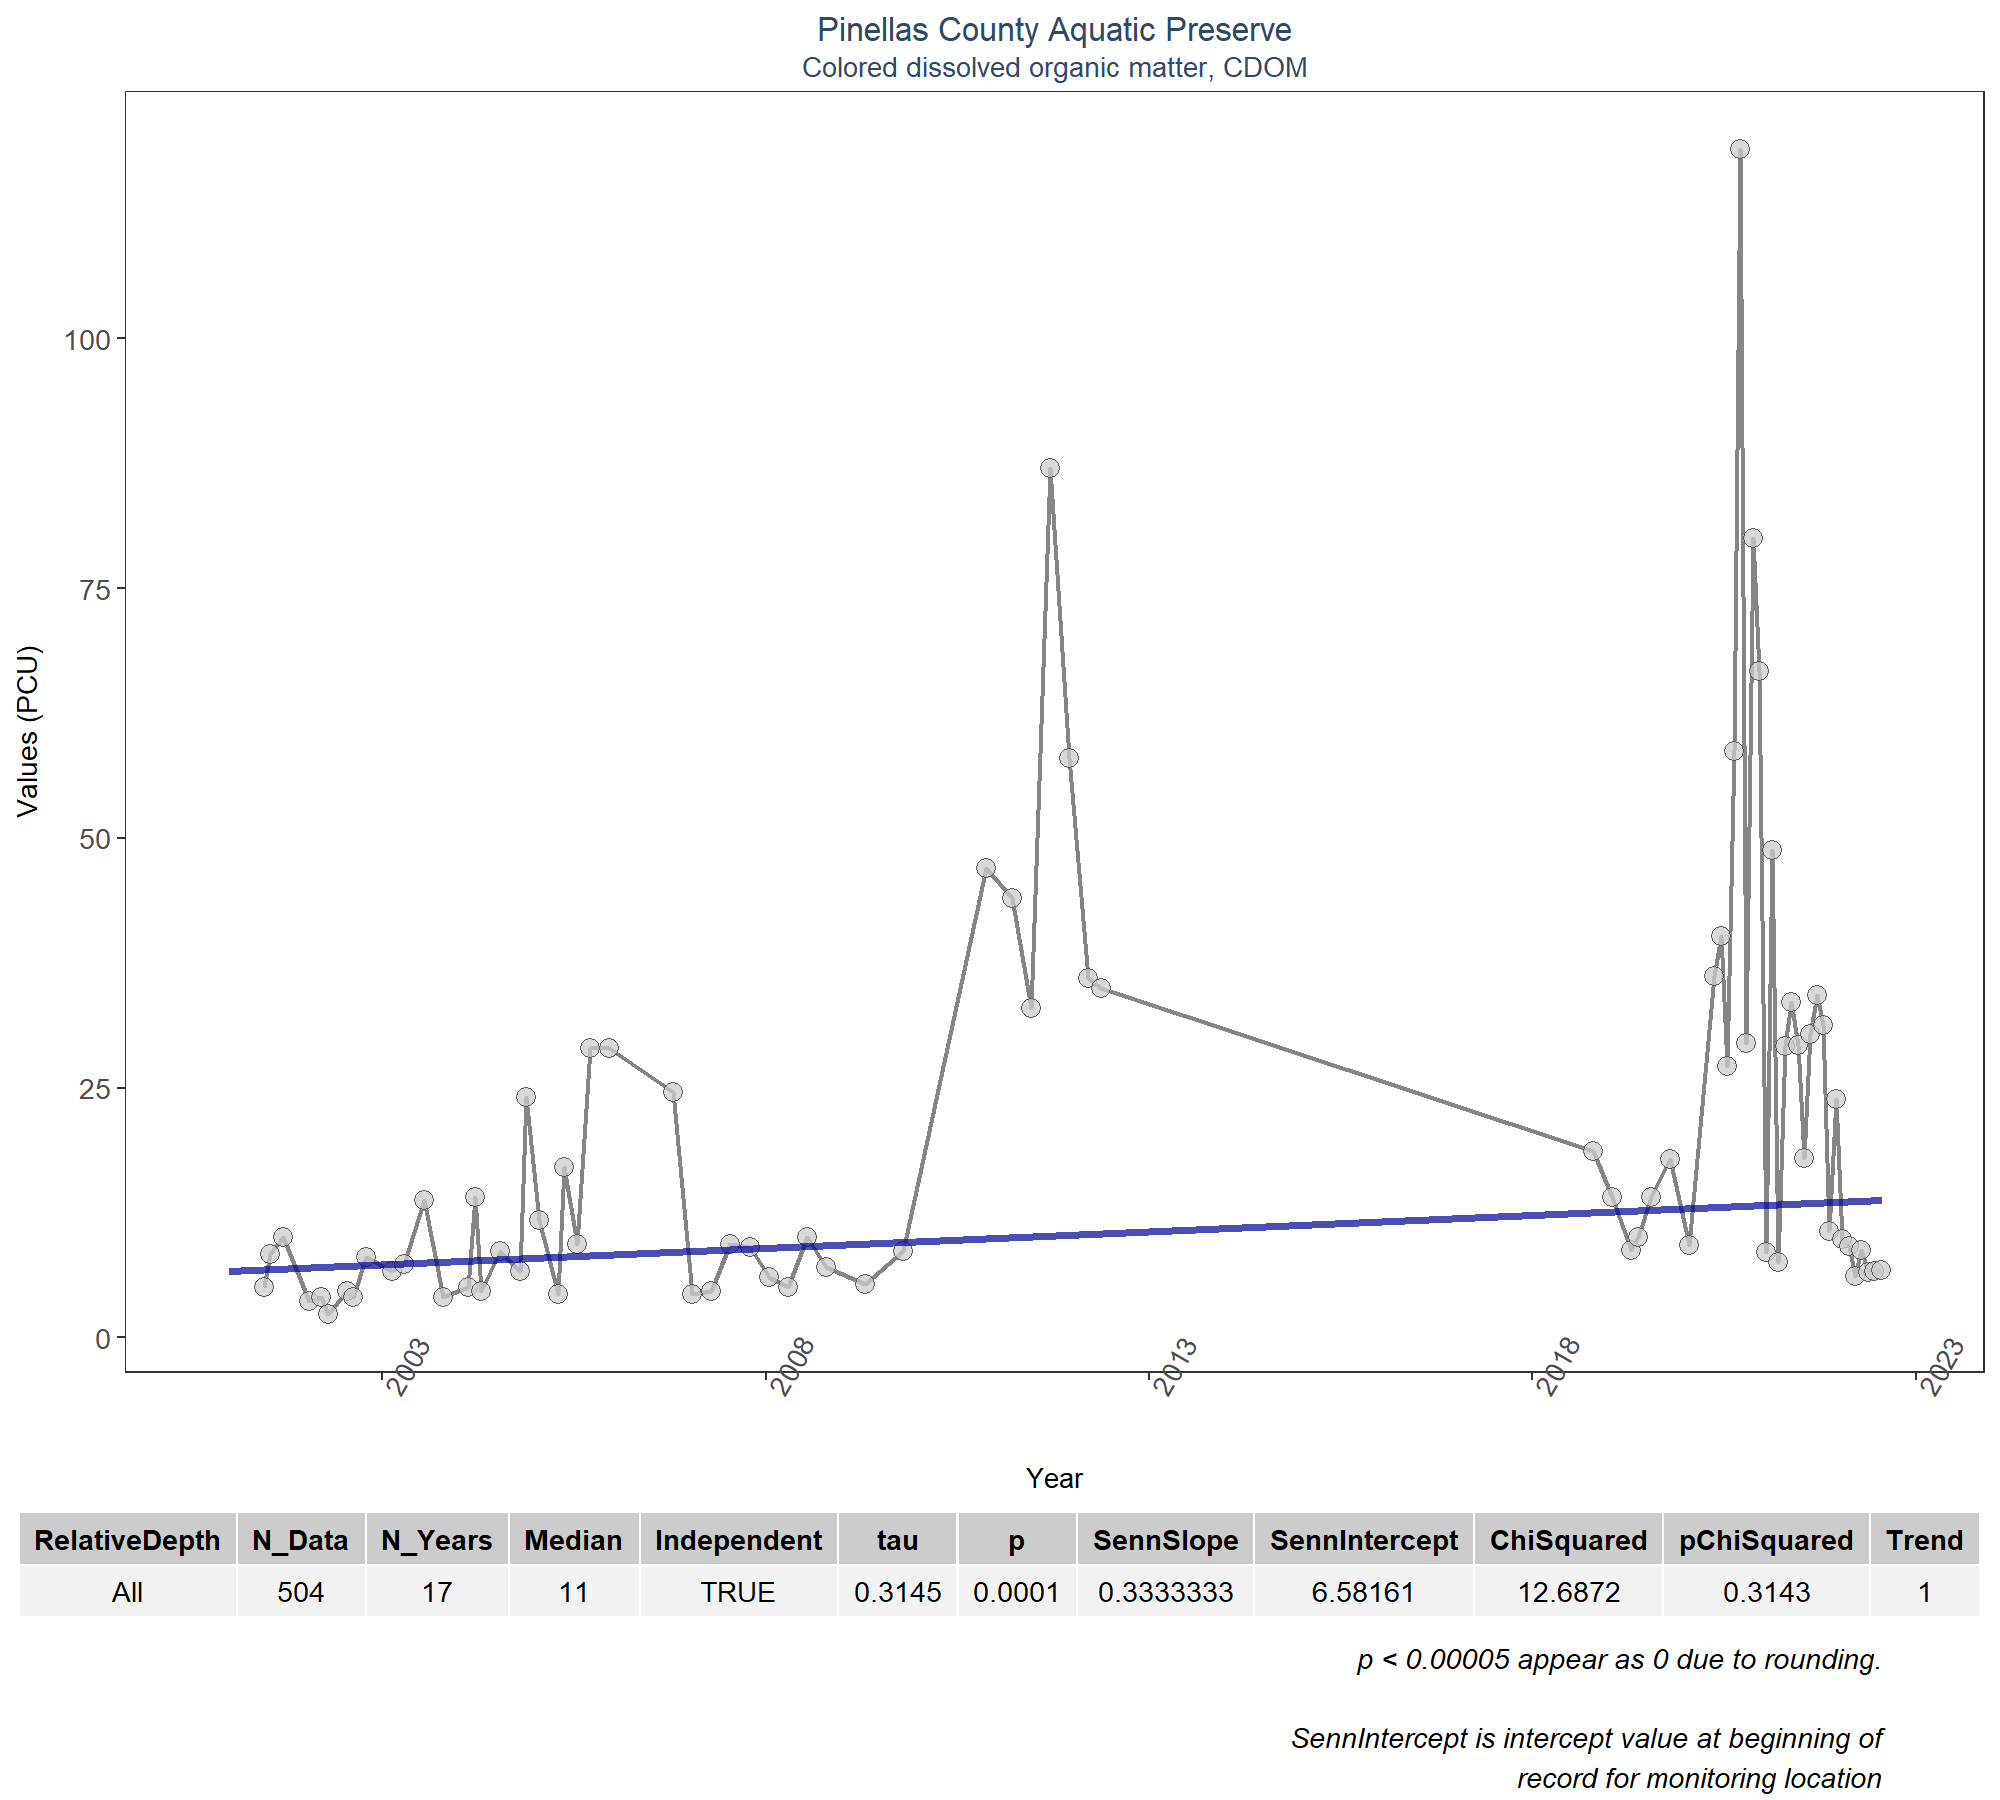 Pinellas County Aquatic Preserve
Colored dissolved organic matter, CDOM
Values (PCU)
100
75
50
25
0
2003 2008 2013 2018 2023
Year
RelativeDepth N_Data N_Years Median Independent tau p SennSlope SennIntercept ChiSquared pChiSquared Trend
All 504 17 11 TRUE 0.3145 0.0001 0.3333333 6.58161 12.6872 0.3143 1
p < 0.00005 appear as 0 due to rounding.
SennIntercept is intercept value at beginning of
record for monitoring location